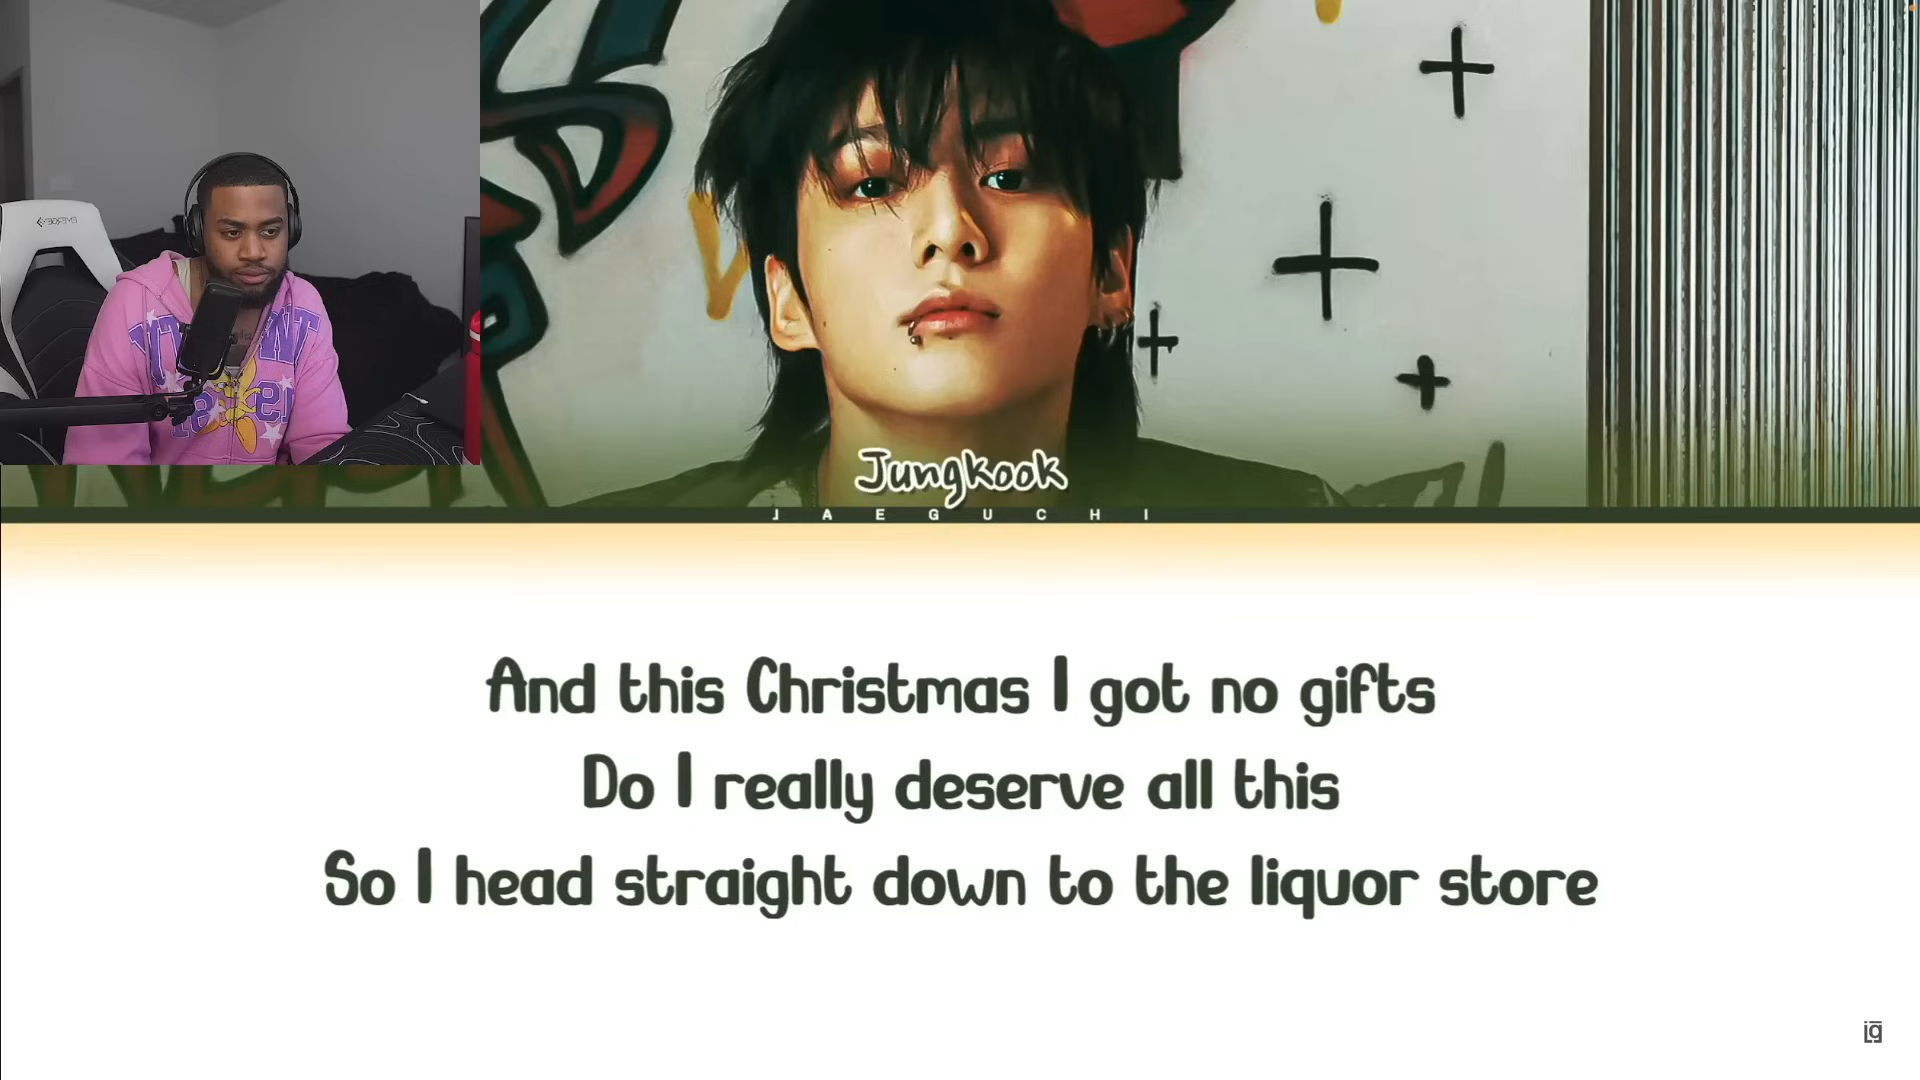 Jungkook
JAEGUCHI
And this Christmas I got no gifts
Do I really deserve all this
So I head straight down to the liquor store